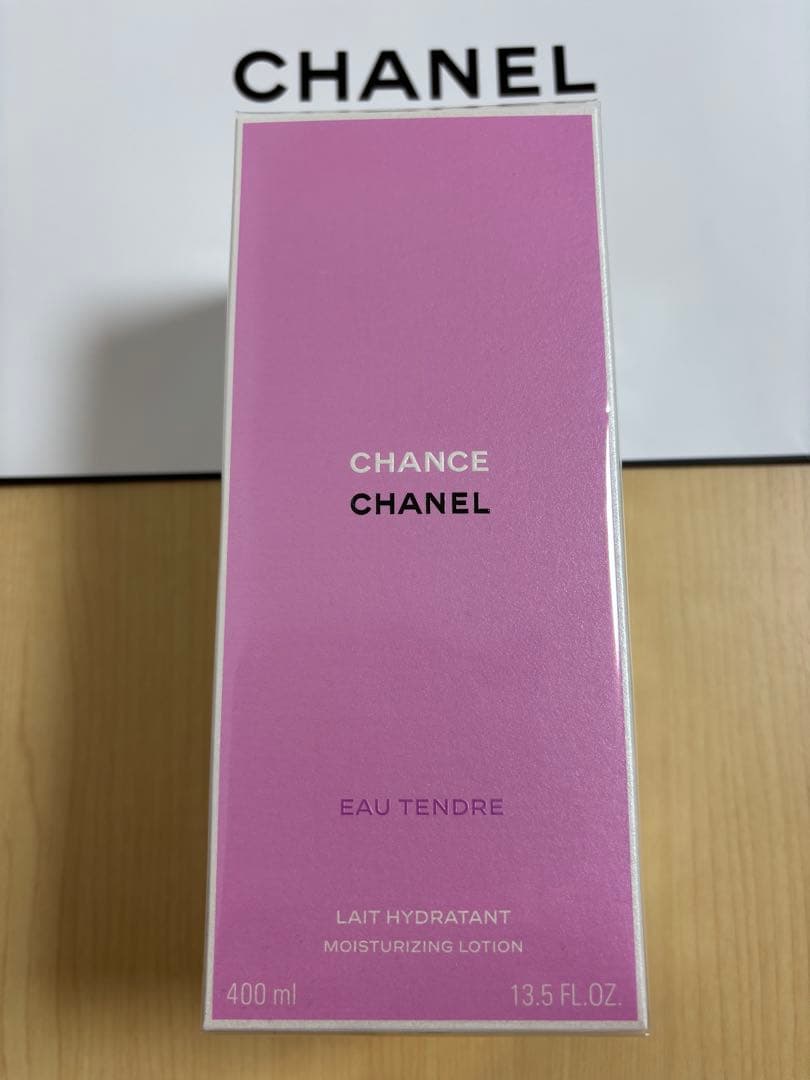 CHANEL
CHANCE
CHANEL
EAU TENDRE
LAIT HYDRATANT
MOISTURIZING LOTION
400 ml 13.5 FL.OZ.